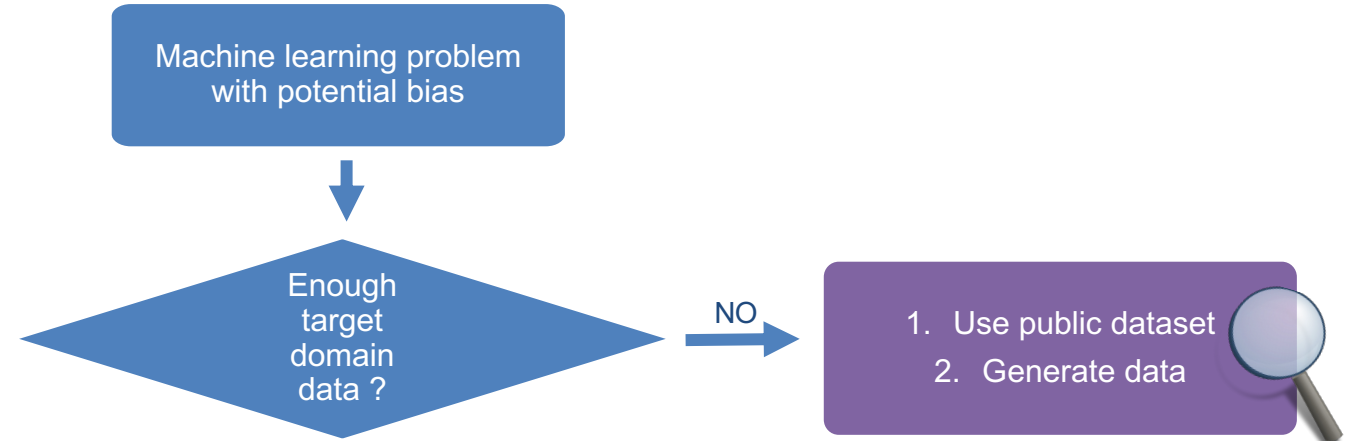 Machine learning problem
with potential bias
Enough
target
domain
data ?
NO
1. Use public dataset
2. Generate data